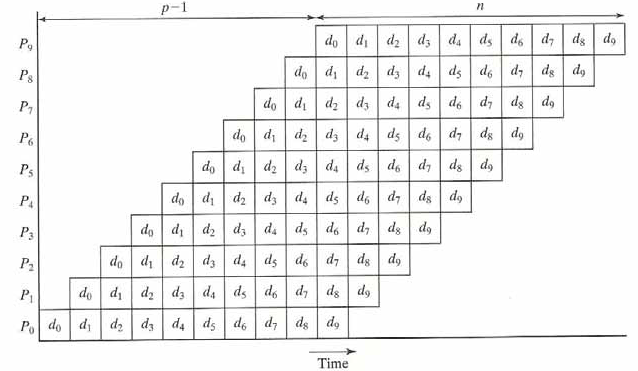 p−1 n
P₉ d₀ d₁ d₂ d₃ d₄ d₅ d₆ d₇ d₈ d₉
P₈ d₀ d₁ d₂ d₃ d₄ d₅ d₆ d₇ d₈ d₉
P₇ d₀ d₁ d₂ d₃ d₄ d₅ d₆ d₇ d₈ d₉
P₆ d₀ d₁ d₂ d₃ d₄ d₅ d₆ d₇ d₈ d₉
P₅ d₀ d₁ d₂ d₃ d₄ d₅ d₆ d₇ d₈ d₉
P₄ d₀ d₁ d₂ d₃ d₄ d₅ d₆ d₇ d₈ d₉
P₃ d₀ d₁ d₂ d₃ d₄ d₅ d₆ d₇ d₈ d₉
P₂ d₀ d₁ d₂ d₃ d₄ d₅ d₆ d₇ d₈ d₉
P₁ d₀ d₁ d₂ d₃ d₄ d₅ d₆ d₇ d₈ d₉
P₀ d₀ d₁ d₂ d₃ d₄ d₅ d₆ d₇ d₈ d₉
Time